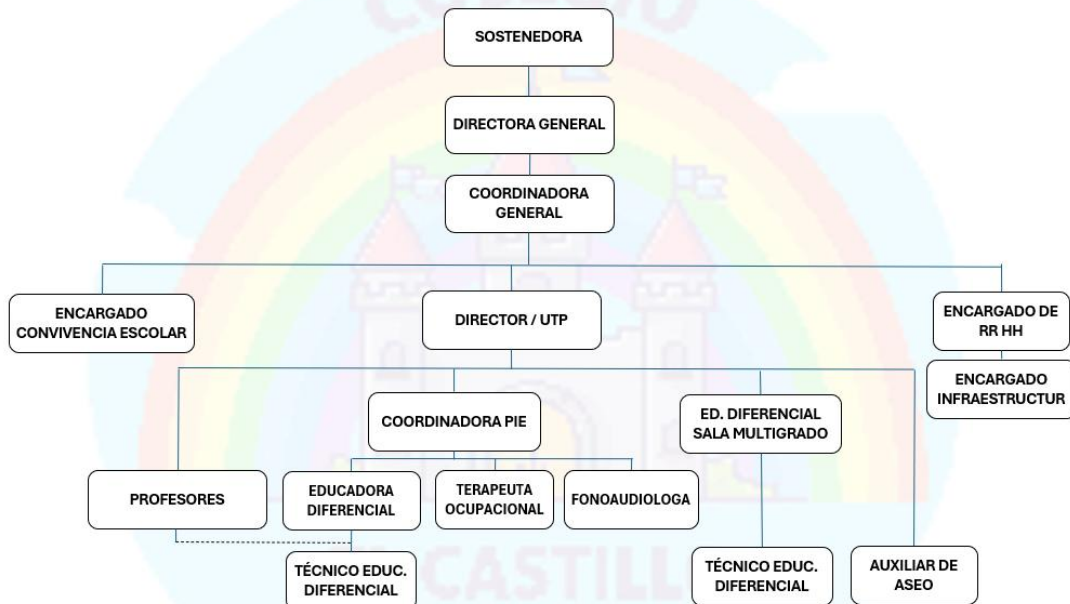 COLEGIO
SOSTENEDORA
DIRECTORA GENERAL
COORDINADORA
GENERAL
ENCARGADO
CONVIVENCIA ESCOLAR
DIRECTOR / UTP
ENCARGADO DE
RR HH
ENCARGADO
INFRAESTRUCTUR
COORDINADORA PIE
ED. DIFERENCIAL
SALA MULTIGRADO
PROFESORES
EDUCADORA
DIFERENCIAL
TERAPEUTA
OCUPACIONAL
FONOAUDIOLOGA
TÉCNICO EDUC.
DIFERENCIAL
TÉCNICO EDUC.
DIFERENCIAL
AUXILIAR DE
ASEO